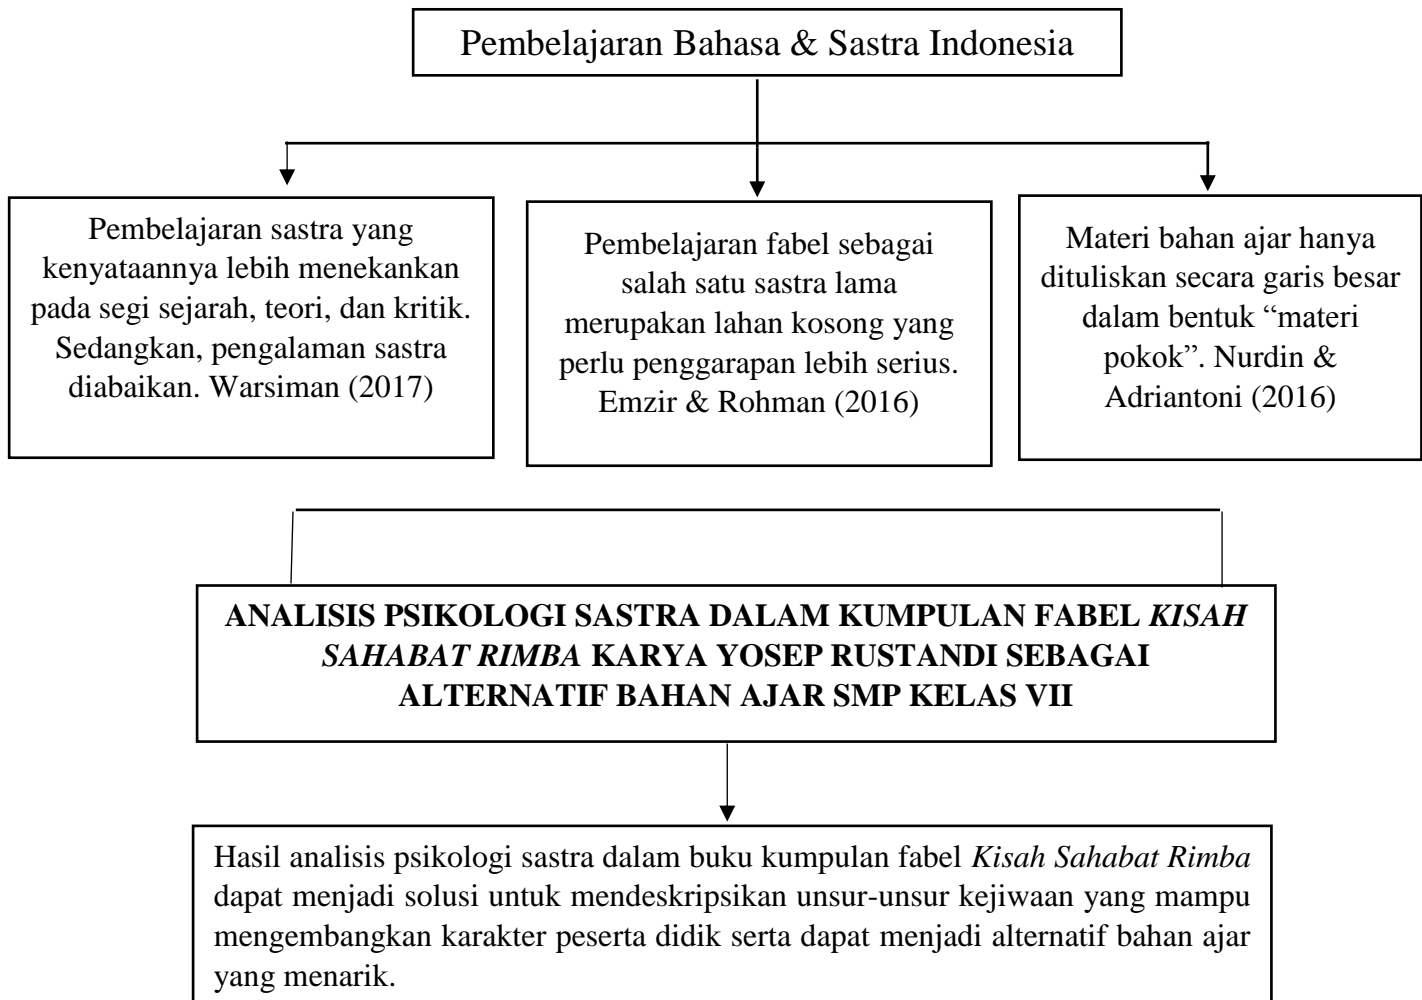 Pembelajaran Bahasa & Sastra Indonesia
Pembelajaran sastra yang
kenyataannya lebih menekankan
pada segi sejarah, teori, dan kritik.
Sedangkan, pengalaman sastra
diabaikan. Warsiman (2017)
Pembelajaran fabel sebagai
salah satu sastra lama
merupakan lahan kosong yang
perlu penggarapan lebih serius.
Emzir & Rohman (2016)
Materi bahan ajar hanya
dituliskan secara garis besar
dalam bentuk “materi
pokok”. Nurdin &
Adriantoni (2016)
ANALISIS PSIKOLOGI SASTRA DALAM KUMPULAN FABEL KISAH
SAHABAT RIMBA KARYA YOSEP RUSTANDI SEBAGAI
ALTERNATIF BAHAN AJAR SMP KELAS VII
Hasil analisis psikologi sastra dalam buku kumpulan fabel Kisah Sahabat Rimba
dapat menjadi solusi untuk mendeskripsikan unsur-unsur kejiwaan yang mampu
mengembangkan karakter peserta didik serta dapat menjadi alternatif bahan ajar
yang menarik.